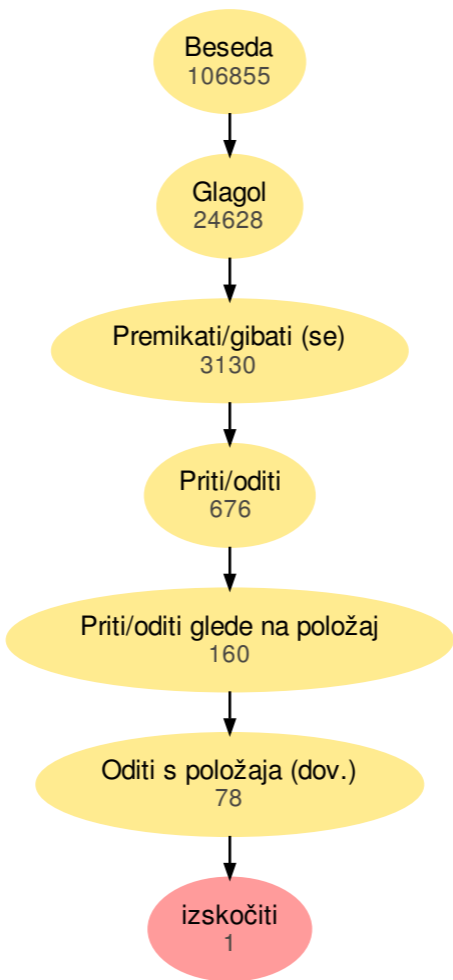 Beseda
106855
Glagol
24628
Premikati/gibati (se)
3130
Priti/oditi
676
Priti/oditi glede na položaj
160
Oditi s položaja (dov.)
78
izskočiti
1